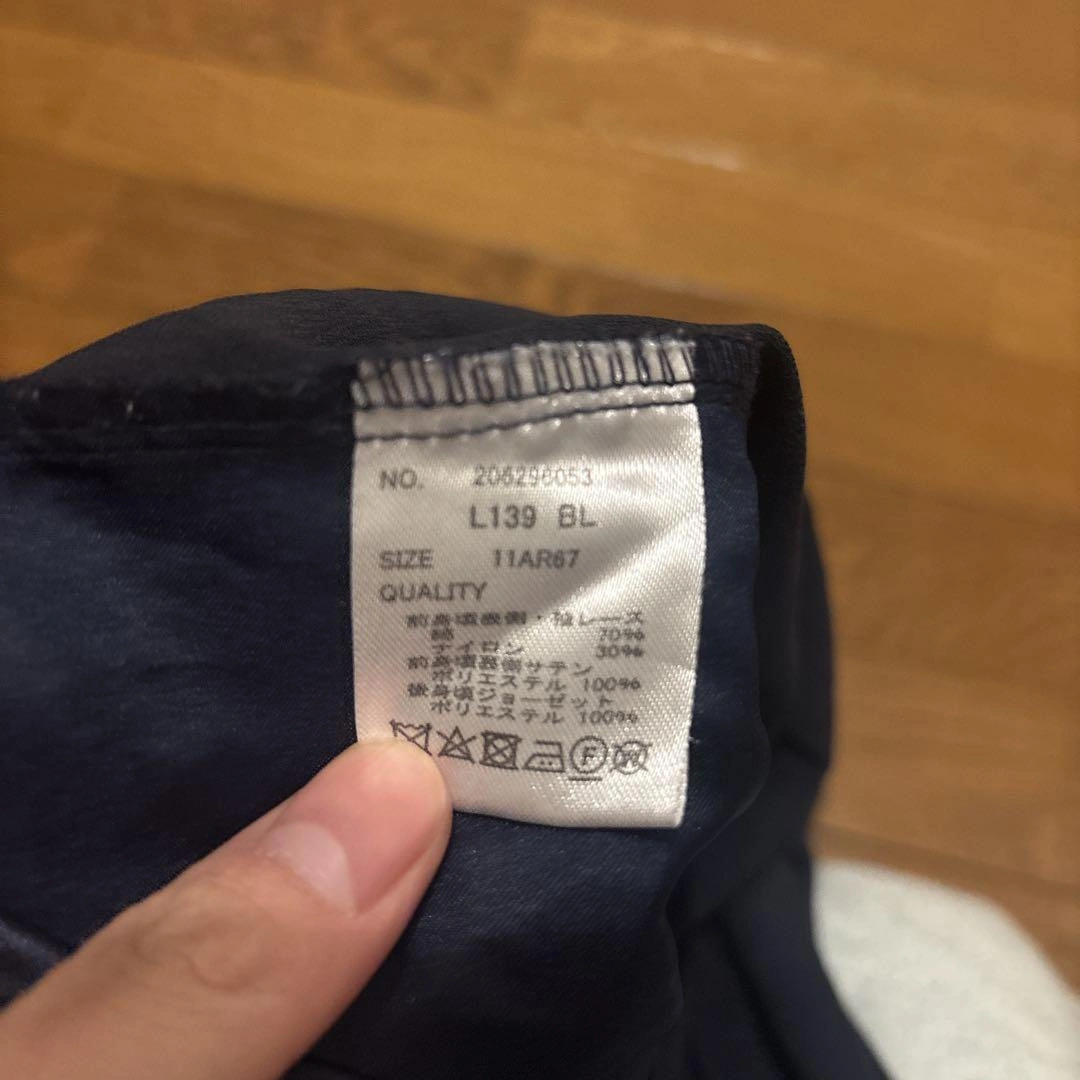 NO. 206298053
L139 BL
SIZE 11AR67
QUALITY
前身頃表側・袖レース
綿 70%
ナイロン 30%
前身頃裏側サテン
ポリエステル 100%
後身頃ジョーゼット
ポリエステル 100%
F W